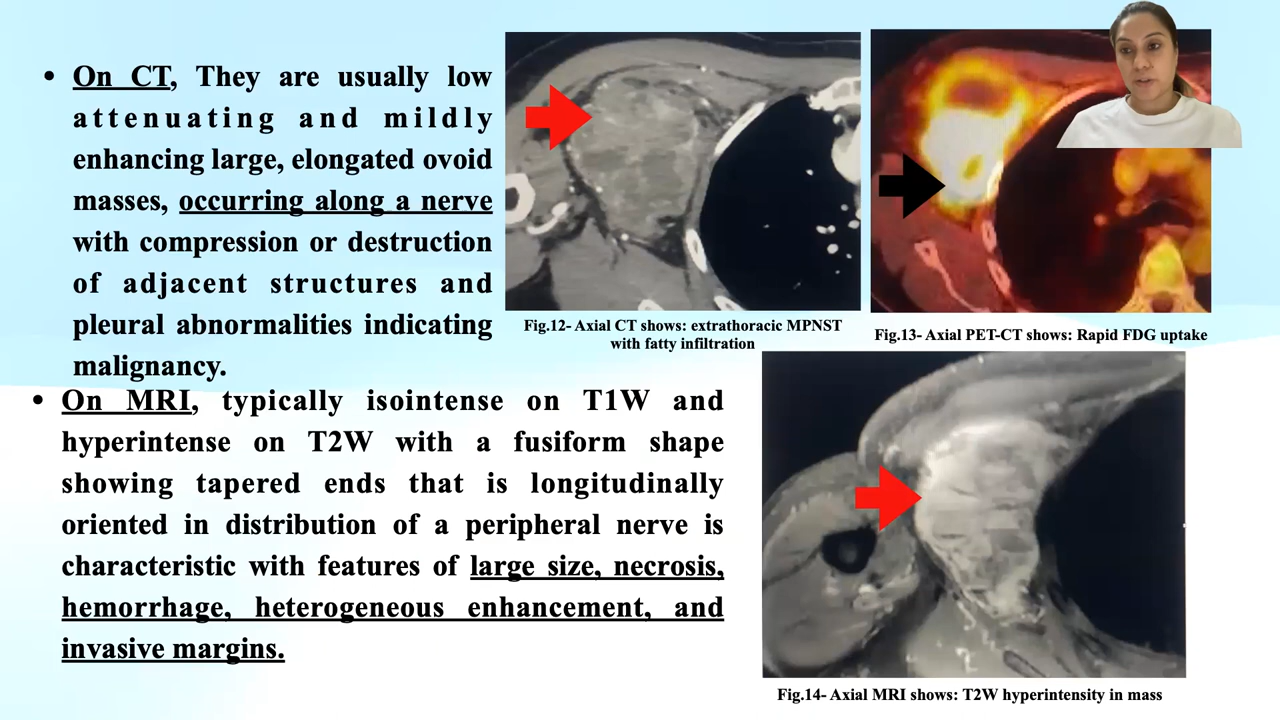 • On CT, They are usually low
attenuating and mildly
enhancing large, elongated ovoid
masses, occurring along a nerve
with compression or destruction
of adjacent structures and
pleural abnormalities indicating
malignancy.
• On MRI, typically isointense on T1W and
hyperintense on T2W with a fusiform shape
showing tapered ends that is longitudinally
oriented in distribution of a peripheral nerve is
characteristic with features of large size, necrosis,
hemorrhage, heterogeneous enhancement, and
invasive margins.
Fig.12- Axial CT shows: extrathoracic MPNST
with fatty infiltration
Fig.13- Axial PET-CT shows: Rapid FDG uptake
Fig.14- Axial MRI shows: T2W hyperintensity in mass